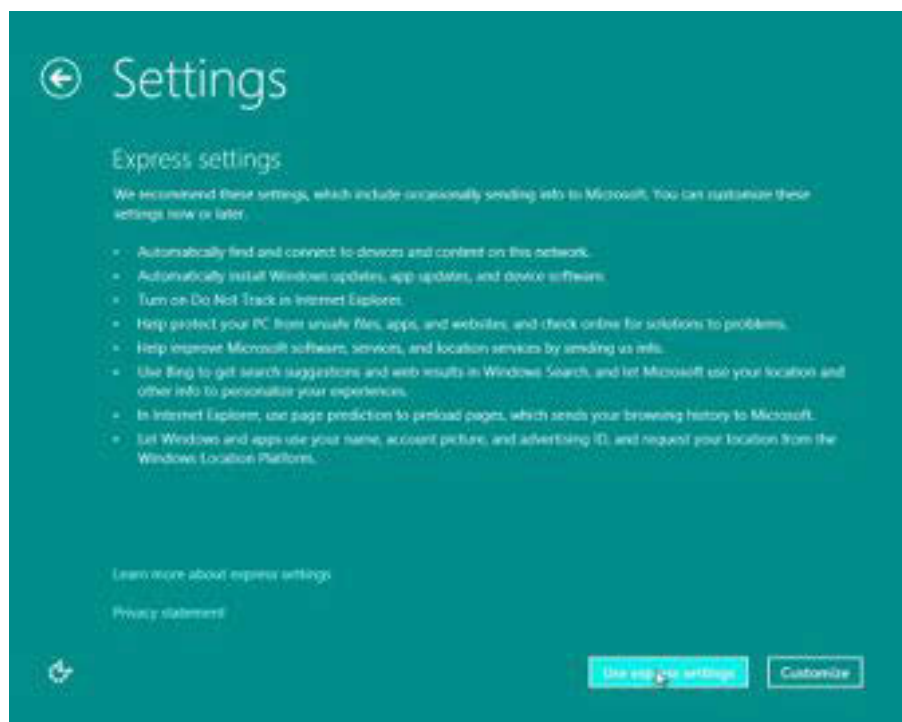 Settings
Express settings
We recommend these settings, which include occasionally sending info to Microsoft. You can customize these
settings now or later.
• Automatically find and connect to devices and content on this network.
• Automatically install Windows updates, app updates, and device software.
• Turn on Do Not Track in Internet Explorer.
• Help protect your PC from unsafe files, apps, and websites, and check online for solutions to problems.
• Help improve Microsoft software, services, and location services by sending us info.
• Use Bing to get search suggestions and web results in Windows Search, and let Microsoft use your location and
other info to personalize your experiences.
• In Internet Explorer, use page prediction to preload pages, which sends your browsing history to Microsoft.
• Let Windows and apps use your name, account picture, and advertising ID, and request your location from the
Windows Location Platform.
Learn more about express settings
Privacy statement
Use express settings
Customize